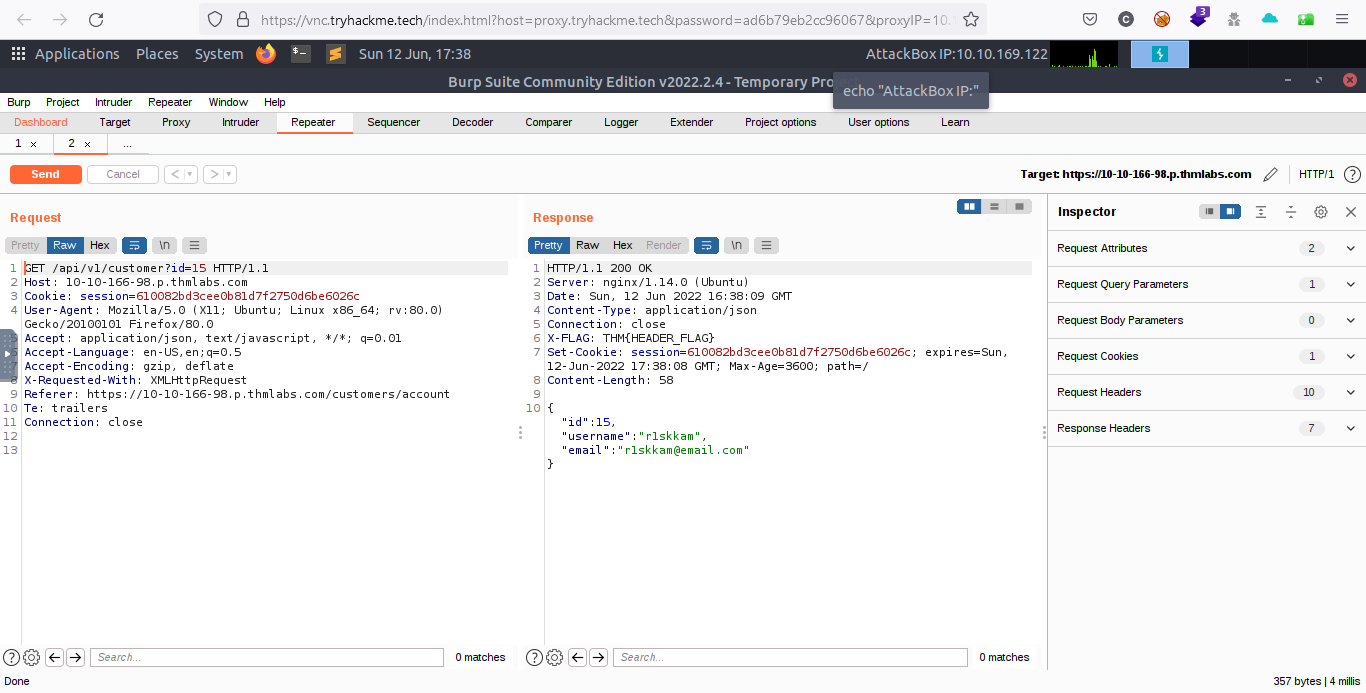 https://vnc.tryhackme.tech/index.html?host=proxy.tryhackme.tech&password=ad6b79eb2cc96067&proxyIP=10.
C
3
Applications Places System Sun 12 Jun, 17:38 AttackBox IP:10.10.169.122
Burp Suite Community Edition v2022.2.4 - Temporary Pro
echo "AttackBox IP:"
Burp Project Intruder Repeater Window Help
Dashboard Target Proxy Intruder Repeater Sequencer Decoder Comparer Logger Extender Project options User options Learn
1 × 2 × ...
Send Cancel < > Target: https://10-10-166-98.p.thmlabs.com HTTP/1 ?
Request
Pretty Raw Hex \n
1 GET /api/v1/customer?id=15 HTTP/1.1
2 Host: 10-10-166-98.p.thmlabs.com
3 Cookie: session=610082bd3cee0b81d7f2750d6be6026c
4 User-Agent: Mozilla/5.0 (X11; Ubuntu; Linux x86_64; rv:80.0)
Gecko/20100101 Firefox/80.0
Accept: application/json, text/javascript, */*; q=0.01
Accept-Language: en-US,en;q=0.5
Accept-Encoding: gzip, deflate
8 X-Requested-With: XMLHttpRequest
9 Referer: https://10-10-166-98.p.thmlabs.com/customers/account
10 Te: trailers
11 Connection: close
12
13
? Search... 0 matches
Response
Pretty Raw Hex Render \n
1 HTTP/1.1 200 OK
2 Server: nginx/1.14.0 (Ubuntu)
3 Date: Sun, 12 Jun 2022 16:38:09 GMT
4 Content-Type: application/json
5 Connection: close
6 X-FLAG: THM{HEADER_FLAG}
7 Set-Cookie: session=610082bd3cee0b81d7f2750d6be6026c; expires=Sun,
12-Jun-2022 17:38:08 GMT; Max-Age=3600; path=/
8 Content-Length: 58
9
10 {
"id":15,
"username":"r1skkam",
"email":"r1skkam@email.com"
}
? Search... 0 matches
Inspector
Request Attributes 2
Request Query Parameters 1
Request Body Parameters 0
Request Cookies 1
Request Headers 10
Response Headers 7
Done 357 bytes | 4 millis